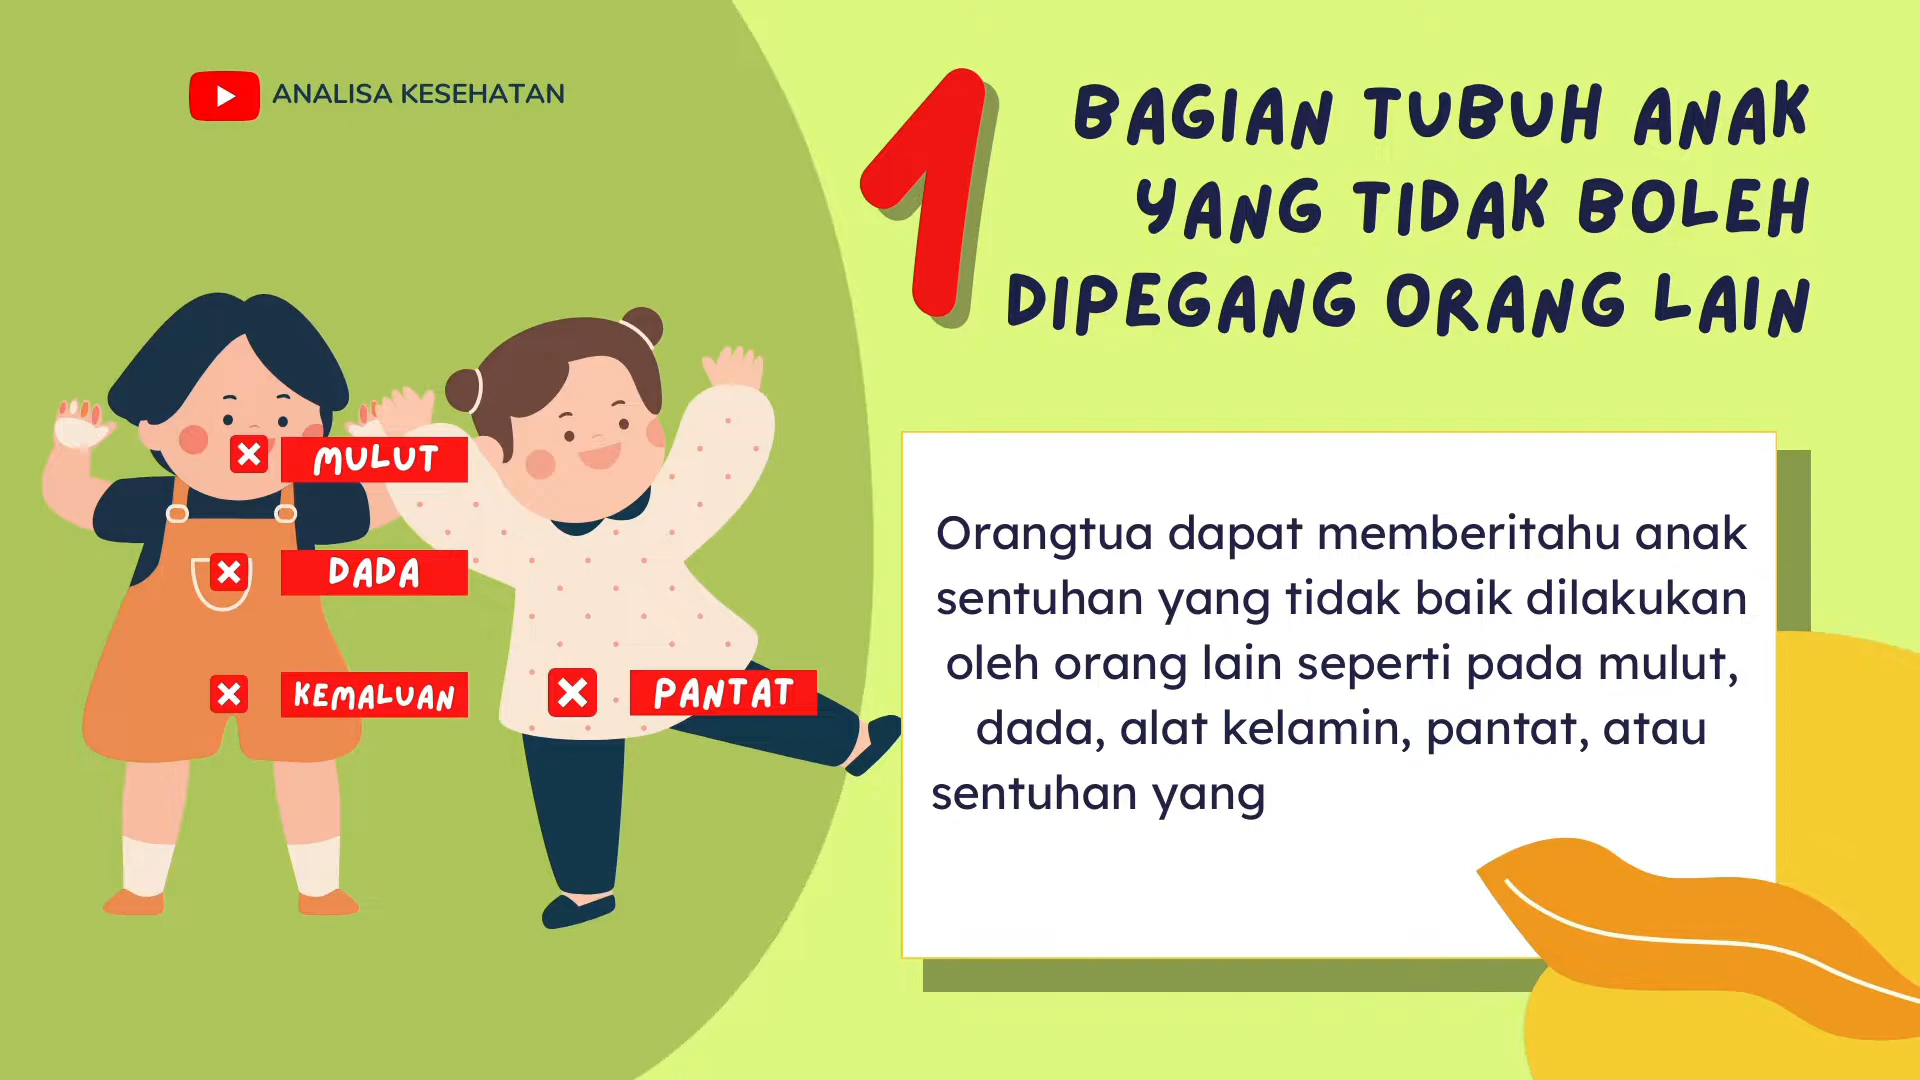 ANALISA KESEHATAN
1
BAGIAN TUBUH ANAK
YANG TIDAK BOLEH
DIPEGANG ORANG LAIN
MULUT
DADA
KEMALUAN
PANTAT
Orangtua dapat memberitahu anak
sentuhan yang tidak baik dilakukan
oleh orang lain seperti pada mulut,
dada, alat kelamin, pantat, atau
sentuhan yang